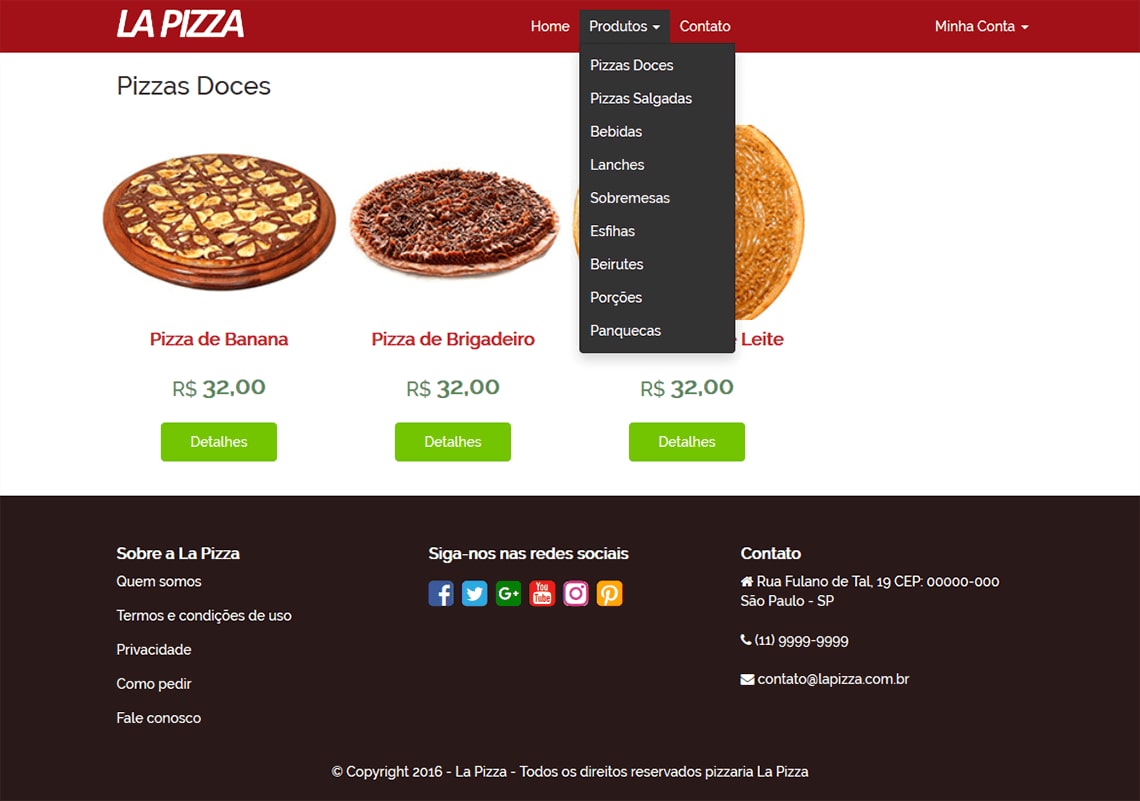 LA PIZZA
Home
Produtos
Contato
Minha Conta
Pizzas Doces
Pizzas Salgadas
Bebidas
Lanches
Sobremesas
Esfihas
Beirutes
Porções
Panquecas
Pizzas Doces
Pizza de Banana
Pizza de Brigadeiro
Leite
R$ 32,00
R$ 32,00
R$ 32,00
Detalhes
Detalhes
Detalhes
Sobre a La Pizza
Quem somos
Termos e condições de uso
Privacidade
Como pedir
Fale conosco
Siga-nos nas redes sociais
G+
You
Tube
Contato
Rua Fulano de Tal, 19 CEP: 00000-000
São Paulo - SP
(11) 9999-9999
contato@lapizza.com.br
© Copyright 2016 - La Pizza - Todos os direitos reservados pizzaria La Pizza